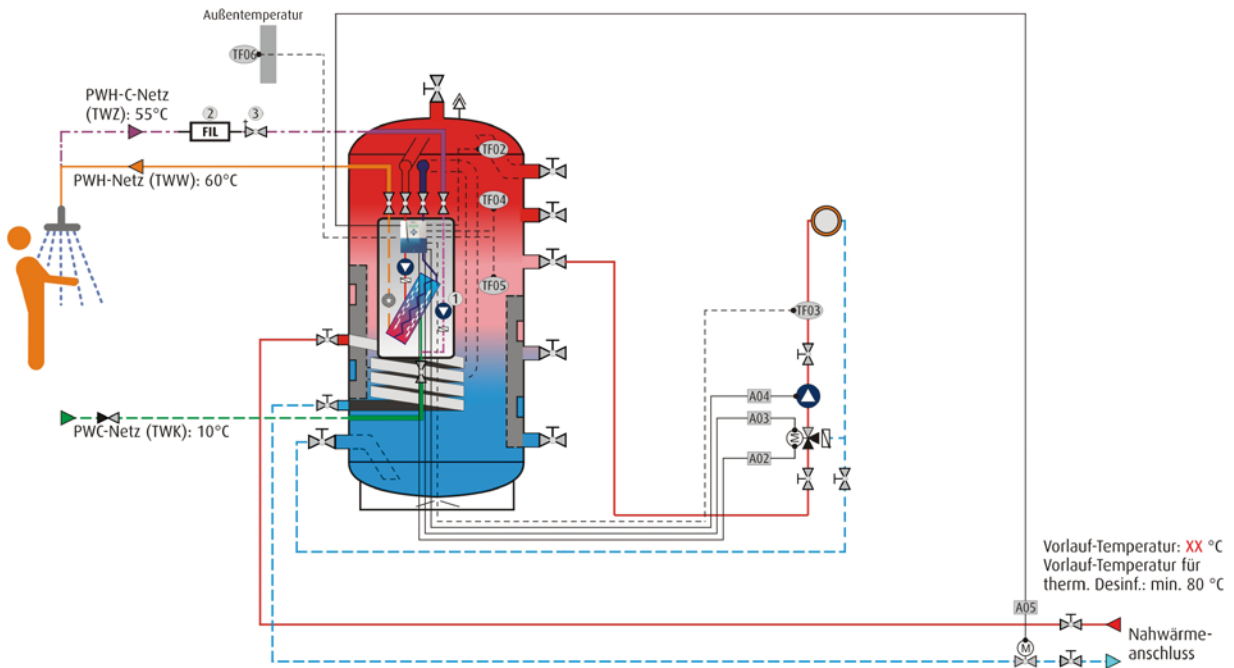 Außentemperatur
TF06
PWH-C-Netz
(TWZ): 55°C
2
3
FIL
TF02
PWH-Netz (TWW): 60°C
TF04
TF05
1
TF03
A04
A03
M
A02
PWC-Netz (TWK): 10°C
Vorlauf-Temperatur: XX °C
Vorlauf-Temperatur für
therm. Desinf.: min. 80 °C
A05
M
Nahwärme-
anschluss